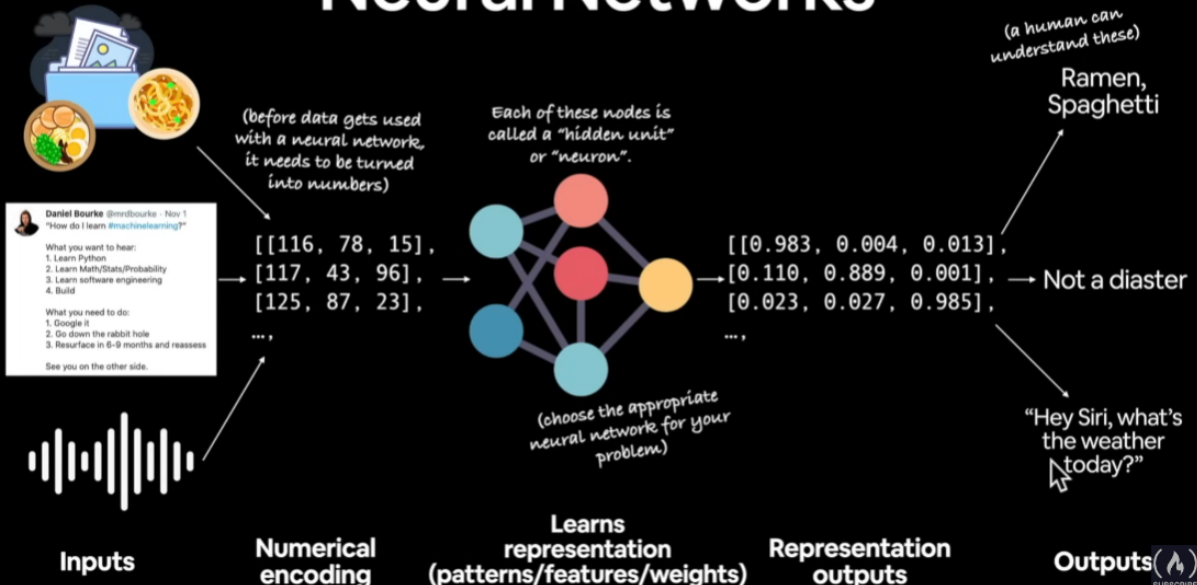 Neural Networks
(a human can
understand these)
Ramen,
Spaghetti
(before data gets used
with a neural network,
it needs to be turned
into numbers)
Each of these nodes is
called a “hidden unit”
or “neuron”.
Daniel Bourke @mrdbourke · Nov 1
"How do I learn #machinelearning?"
What you want to hear:
1. Learn Python
2. Learn Math/Stats/Probability
3. Learn software engineering
4. Build
What you need to do:
1. Google it
2. Go down the rabbit hole
3. Resurface in 6-9 months and reassess
See you on the other side.
[[116, 78, 15],
[117, 43, 96],
[125, 87, 23],
...,
[[0.983, 0.004, 0.013],
[0.110, 0.889, 0.001],
[0.023, 0.027, 0.985],
...,
Not a diaster
(choose the appropriate
neural network for your
problem)
“Hey Siri, what’s
the weather
today?”
Inputs
Numerical
encoding
Learns
representation
(patterns/features/weights)
Representation
outputs
Outputs
SUBSCRIBE